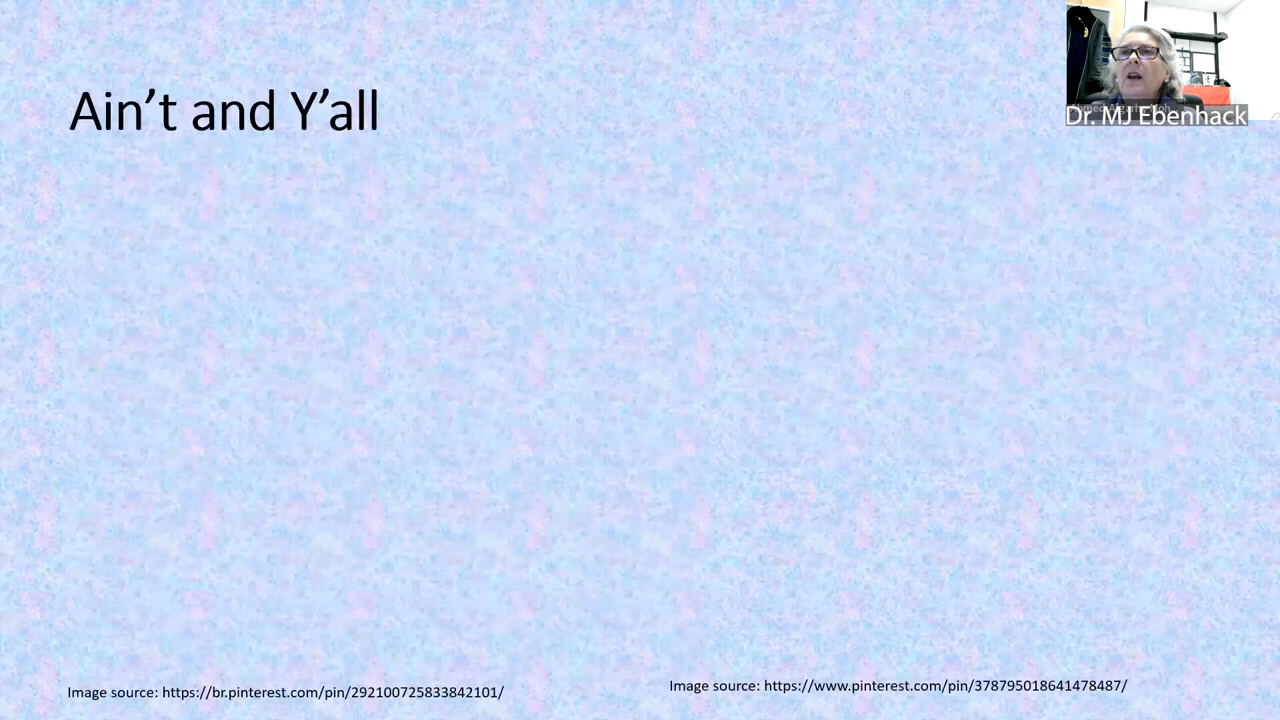 Ain’t and Y’all
Dr. MJ Ebenhack
Image source: https://br.pinterest.com/pin/292100725833842101/
Image source: https://www.pinterest.com/pin/378795018641478487/